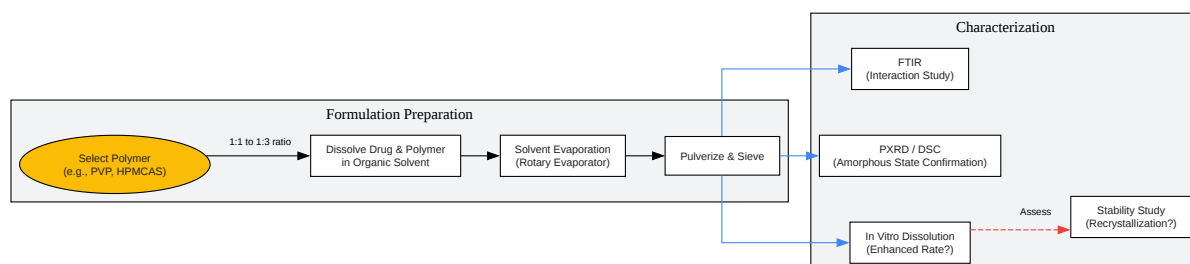 Formulation Preparation
Select Polymer
(e.g., PVP, HPMCAS)
1:1 to 1:3 ratio
Dissolve Drug & Polymer
in Organic Solvent
Solvent Evaporation
(Rotary Evaporator)
Pulverize & Sieve
Characterization
FTIR
(Interaction Study)
PXRD / DSC
(Amorphous State Confirmation)
In Vitro Dissolution
(Enhanced Rate?)
Assess
Stability Study
(Recrystallization?)